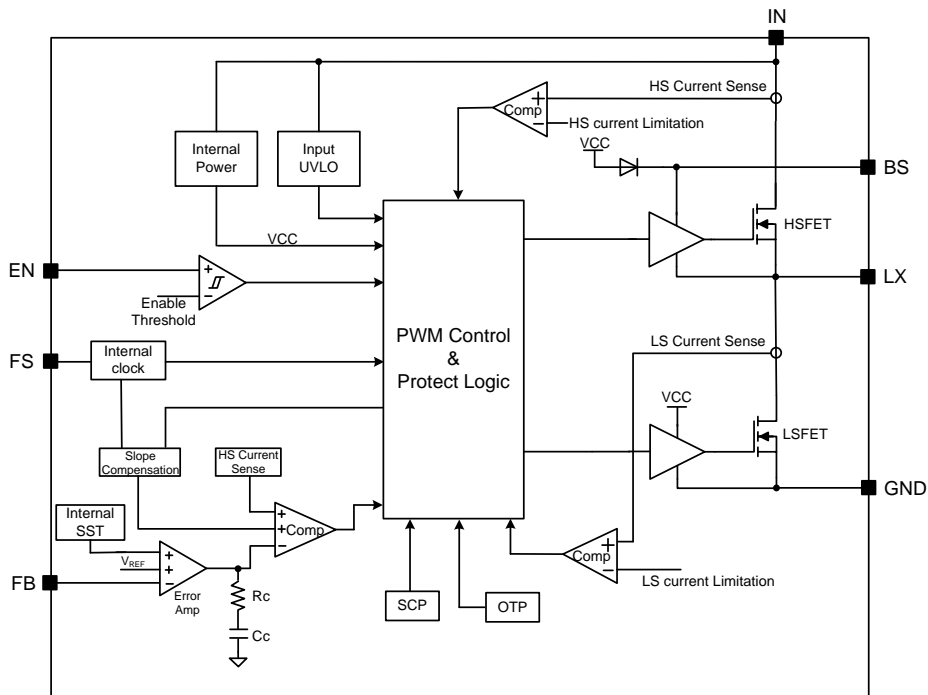 IN
HS Current Sense
Comp
+
−
HS current Limitation
Internal
Power
Input
UVLO
VCC
BS
HSFET
VCC
EN
+
−
Enable
Threshold
LX
FS
Internal
clock
PWM Control
&
Protect Logic
LS Current Sense
VCC
LSFET
Slope
Compensation
HS Current
Sense
GND
Internal
SST
+
+
−
Comp
+
−
Comp
LS current Limitation
VREF
+
+
−
FB
Error
Amp
Rc
Cc
SCP
OTP